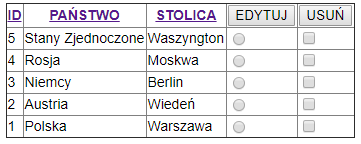 ID PAŃSTWO STOLICA EDYTUJ USUŃ
5 Stany Zjednoczone Waszyngton
4 Rosja Moskwa
3 Niemcy Berlin
2 Austria Wiedeń
1 Polska Warszawa